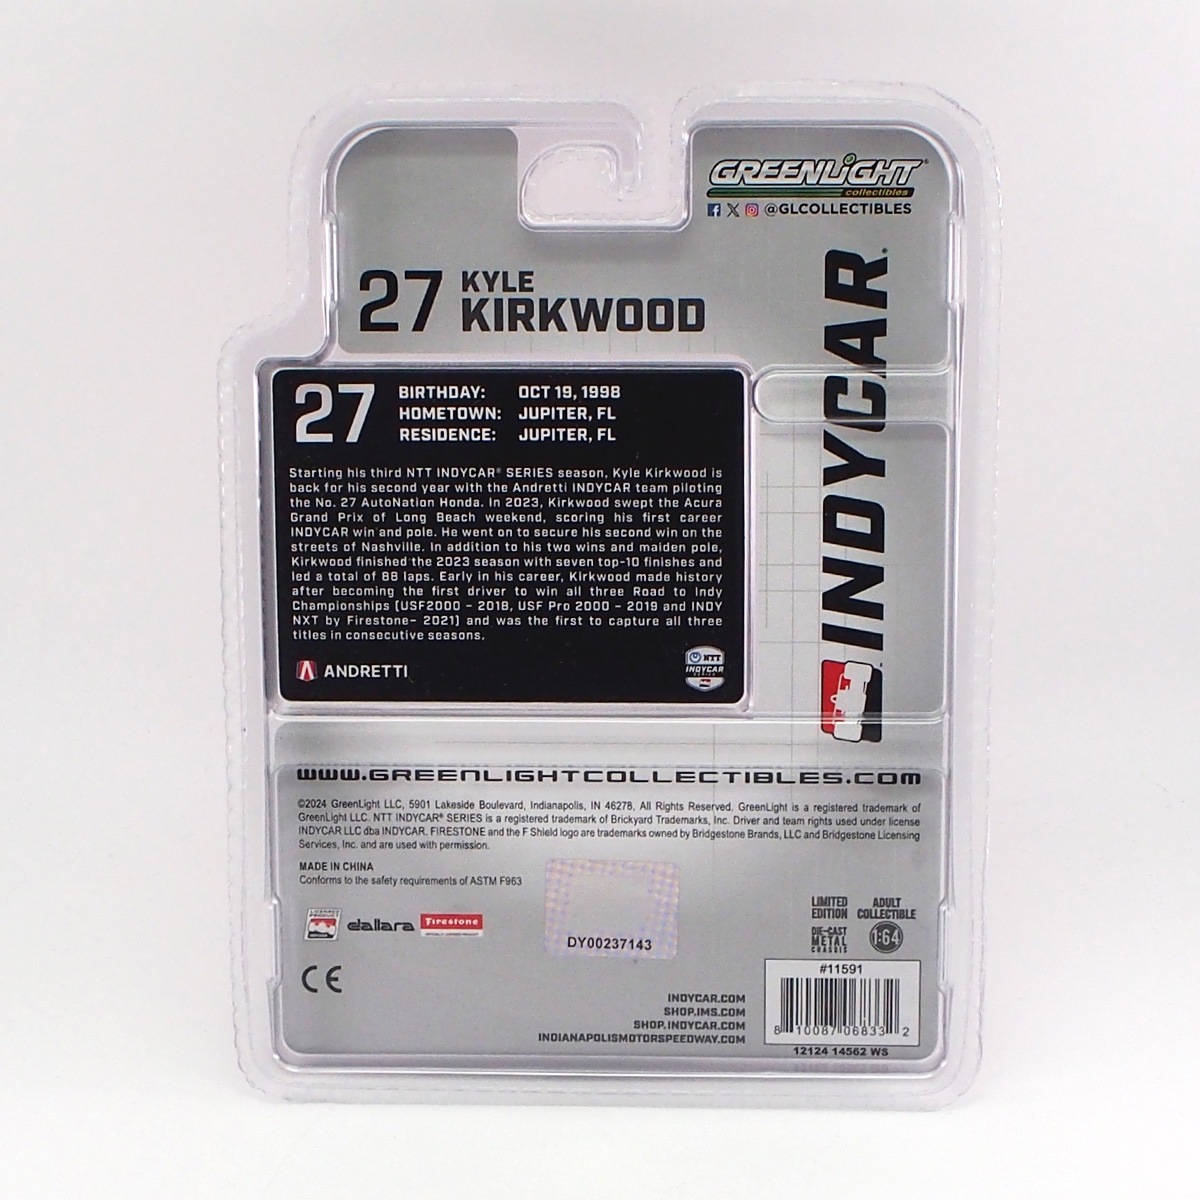 GREENLIGHT®
collectibles
@GLCOLLECTIBLES
27 KYLE
KIRKWOOD
INDYCAR®
27
BIRTHDAY: OCT 19, 1998
HOMETOWN: JUPITER, FL
RESIDENCE: JUPITER, FL
Starting his third NTT INDYCAR® SERIES season, Kyle Kirkwood is
back for his second year with the Andretti INDYCAR team piloting
the No. 27 AutoNation Honda. In 2023, Kirkwood swept the Acura
Grand Prix of Long Beach weekend, scoring his first career
INDYCAR win and pole. He went on to secure his second win on the
streets of Nashville. In addition to his two wins and maiden pole,
Kirkwood finished the 2023 season with seven top-10 finishes and
led a total of 88 laps. Early in his career, Kirkwood made history
after becoming the first driver to win all three Road to Indy
Championships [USF2000 - 2018, USF Pro 2000 - 2019 and INDY
NXT by Firestone- 2021] and was the first to capture all three
titles in consecutive seasons.
ANDRETTI
NTT
INDYCAR
SERIES
www.GREENLIGHTCOLLECTIBLES.com
©2024 GreenLight LLC, 5901 Lakeside Boulevard, Indianapolis, IN 46278. All Rights Reserved. GreenLight is a registered trademark of
GreenLight LLC. NTT INDYCAR® SERIES is a registered trademark of Brickyard Trademarks, Inc. Driver and team rights used under license
INDYCAR LLC dba INDYCAR. FIRESTONE and the F Shield logo are trademarks owned by Bridgestone Brands, LLC and Bridgestone Licensing
Services, Inc. and are used with permission.
MADE IN CHINA
Conforms to the safety requirements of ASTM F963
LICENSED
PRODUCT
dallara
Firestone
OFFICIALLY LICENSED PRODUCT
DY00237143
LIMITED
EDITION
ADULT
COLLECTIBLE
DIE-CAST
METAL
CHASSIS
1:64
CE
#11591
8 10087 06833 2
12124 14562 WS
INDYCAR.COM
SHOP.IMS.COM
SHOP.INDYCAR.COM
INDIANAPOLISMOTORSPEEDWAY.COM